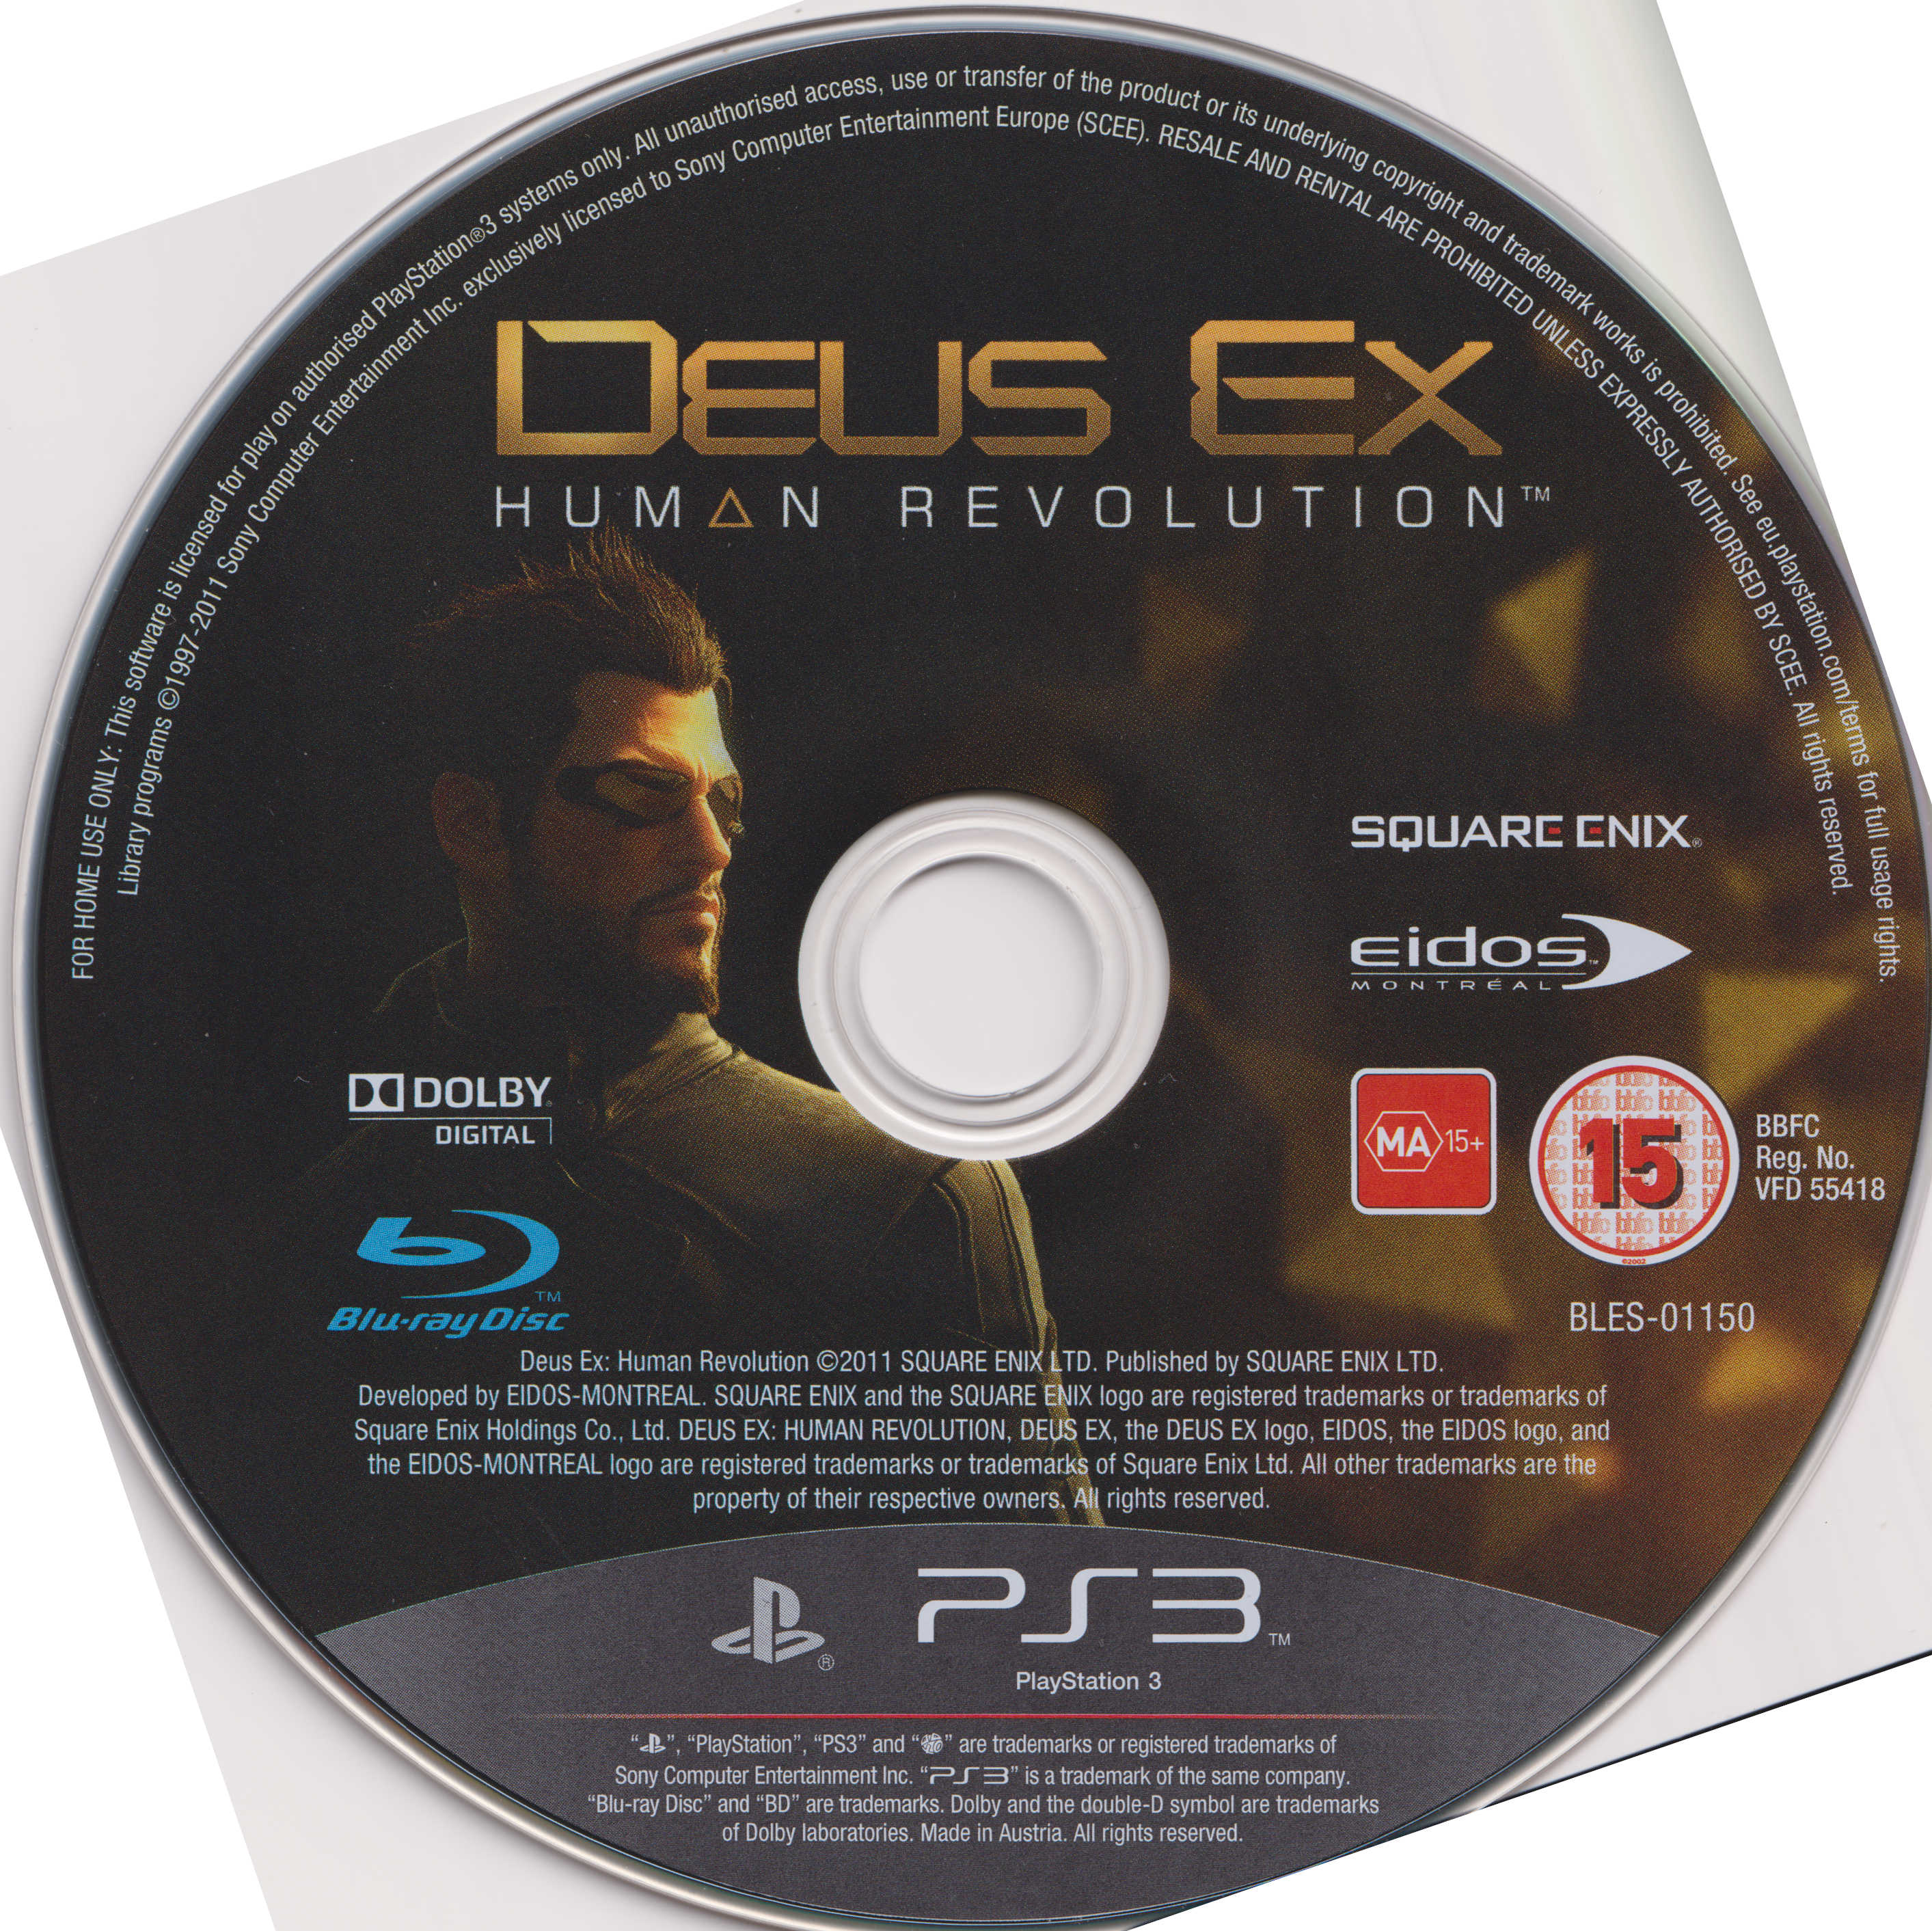 FOR HOME USE ONLY: This software is licensed for play on authorised PlayStation®3 systems only. All unauthorised access, use or transfer of the product or its underlying copyright and trademark works is prohibited. See eu.playstation.com/terms for full usage rights.
Library programs ©1997-2011 Sony Computer Entertainment Inc. exclusively licensed to Sony Computer Entertainment Europe (SCEE). RESALE AND RENTAL ARE PROHIBITED UNLESS EXPRESSLY AUTHORISED BY SCEE. All rights reserved.
DEUS EX
HUMAN REVOLUTION™
SQUARE ENIX®
eidos™
MONTRÉAL
DOLBY®
DIGITAL
MA 15+
15
©2002
BBFC
Reg. No.
VFD 55418
Blu-ray Disc™
BLES-01150
Deus Ex: Human Revolution ©2011 SQUARE ENIX LTD. Published by SQUARE ENIX LTD.
Developed by EIDOS-MONTREAL. SQUARE ENIX and the SQUARE ENIX logo are registered trademarks or trademarks of
Square Enix Holdings Co., Ltd. DEUS EX: HUMAN REVOLUTION, DEUS EX, the DEUS EX logo, EIDOS, the EIDOS logo, and
the EIDOS-MONTREAL logo are registered trademarks or trademarks of Square Enix Ltd. All other trademarks are the
property of their respective owners. All rights reserved.
® PS3™
PlayStation 3
“ ”, “PlayStation”, “PS3” and “ ” are trademarks or registered trademarks of
Sony Computer Entertainment Inc. “PS3” is a trademark of the same company.
“Blu-ray Disc” and “BD” are trademarks. Dolby and the double-D symbol are trademarks
of Dolby laboratories. Made in Austria. All rights reserved.